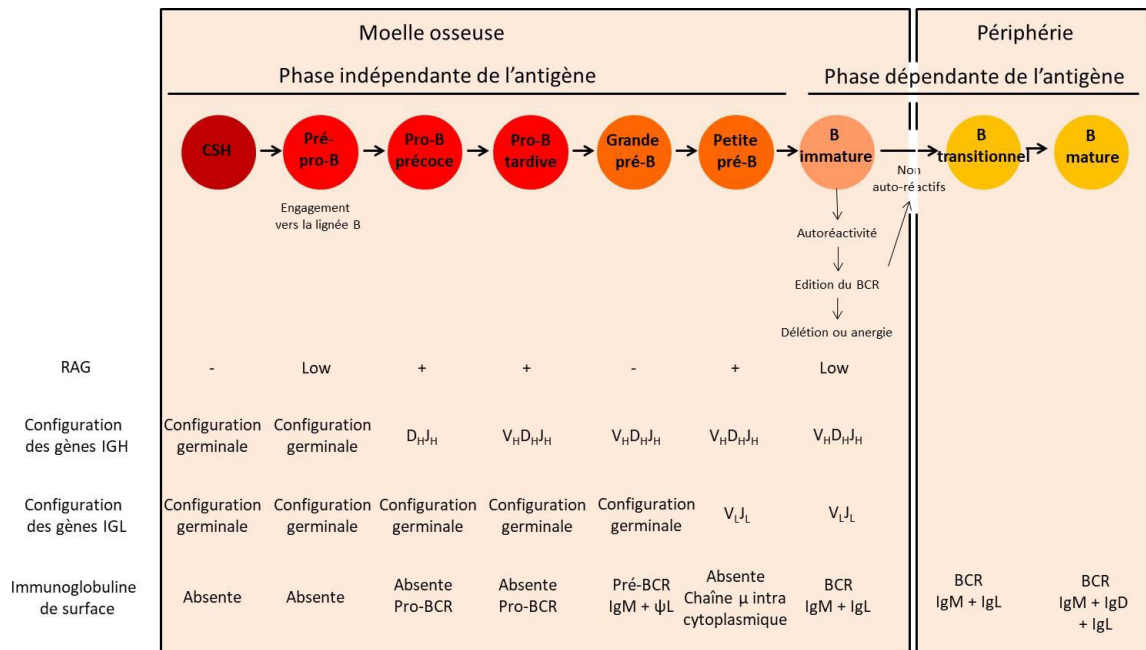 Moelle osseuse
Périphérie
Phase indépendante de l'antigène
Phase dépendante de l'antigène
CSH
Pré-
pro-B
Pro-B
précoce
Pro-B
tardive
Grande
pré-B
Petite
pré-B
B
immature
B
transitionnel
B
mature
Engagement
vers la lignée B
Non
auto-réactifs
Autoréactivité
Edition du BCR
Délétion ou anergie
RAG
-
Low
+
+
-
+
Low
Configuration
des gènes IGH
Configuration
germinale
Configuration
germinale
DHJH
VHDHJH
VHDHJH
VHDHJH
VHDHJH
Configuration
des gènes IGL
Configuration
germinale
Configuration
germinale
Configuration
germinale
Configuration
germinale
Configuration
germinale
VLJL
VLJL
Immunoglobuline
de surface
Absente
Absente
Absente
Pro-BCR
Absente
Pro-BCR
Pré-BCR
IgM + ψL
Absente
Chaîne μ intra
cytoplasmique
BCR
IgM + IgL
BCR
IgM + IgL
BCR
IgM + IgD
+ IgL